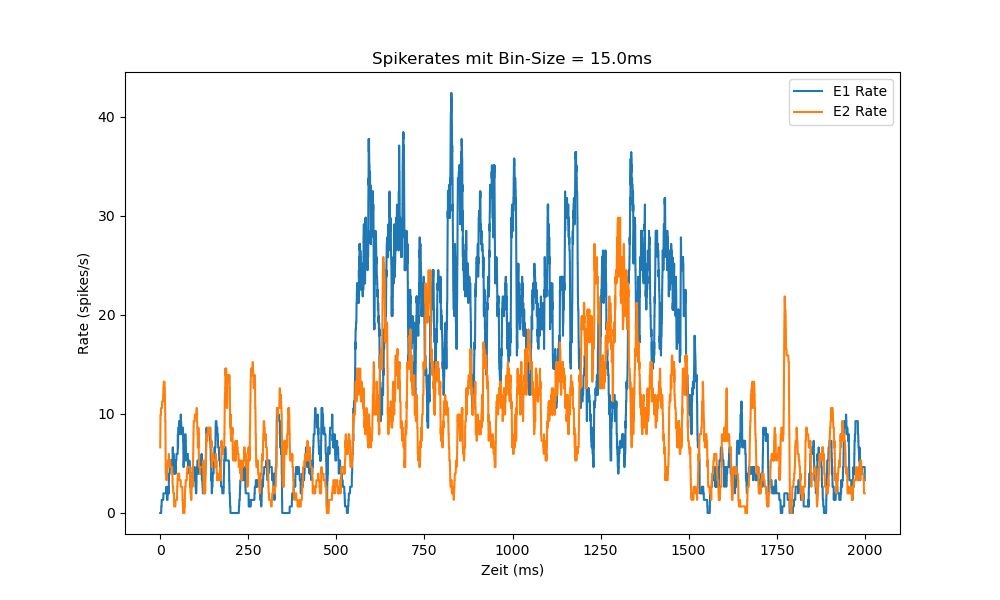 Spikerates mit Bin-Size = 15.0ms
E1 Rate
E2 Rate
Rate (spikes/s)
40
30
20
10
0
0 250 500 750 1000 1250 1500 1750 2000
Zeit (ms)